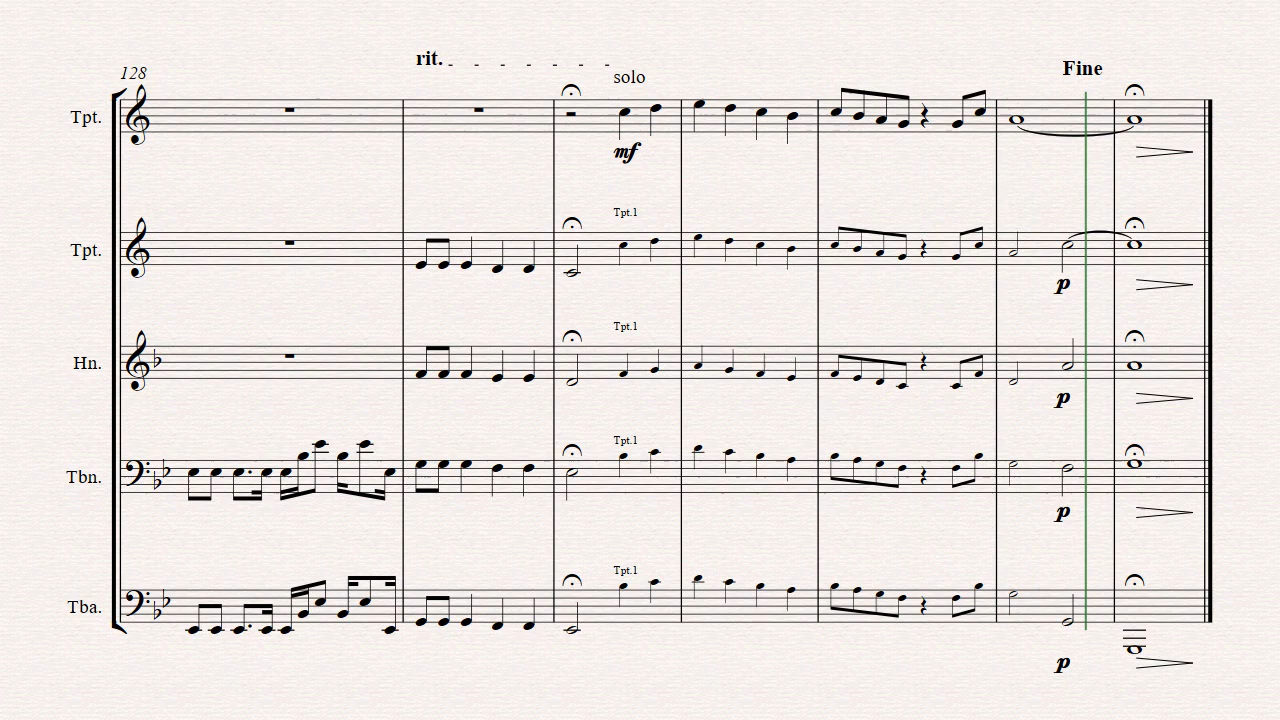 rit.
128
solo
Fine
Tpt.
mf
Tpt.1
Tpt.
p
Tpt.1
Hn.
p
Tpt.1
Tbn.
p
Tpt.1
Tba.
p